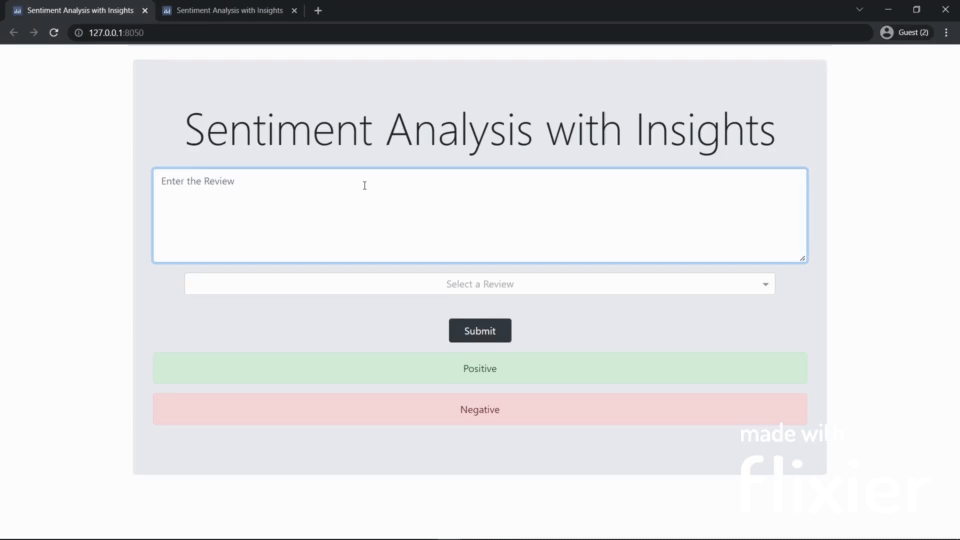 Sentiment Analysis with Insights
Sentiment Analysis with Insights
127.0.0.1:8050
Guest (2)
Sentiment Analysis with Insights
Enter the Review
Select a Review
Submit
Positive
Negative
made with
flixier